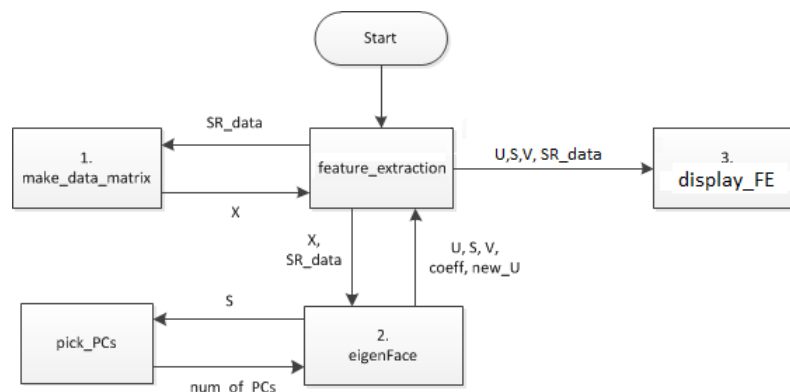 Start
SR_data
1.
make_data_matrix
feature_extraction
U,S,V, SR_data
3.
display_FE
X
X,
SR_data
U, S, V,
coeff, new_U
S
pick_PCs
2.
eigenFace
num_of_PCs